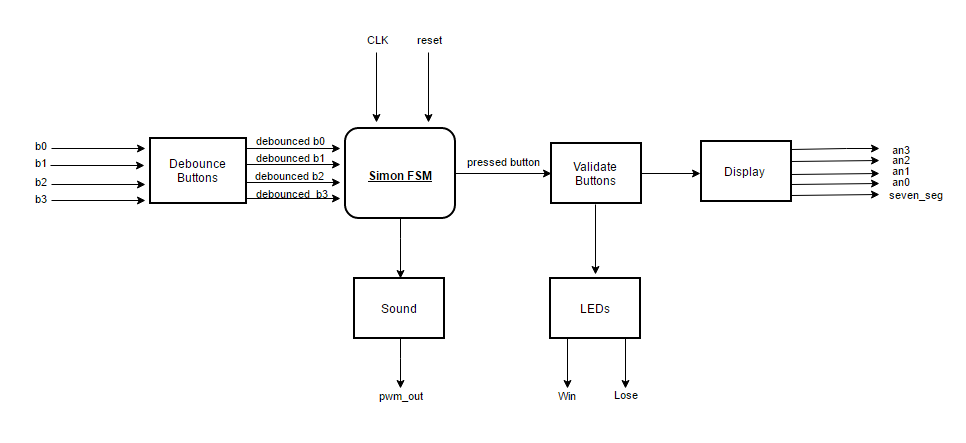 CLK
reset
b0
b1
b2
b3
Debounce
Buttons
debounced b0
debounced b1
debounced b2
debounced b3
Simon FSM
pressed button
Validate
Buttons
Display
an3
an2
an1
an0
seven_seg
Sound
LEDs
pwm_out
Win
Lose